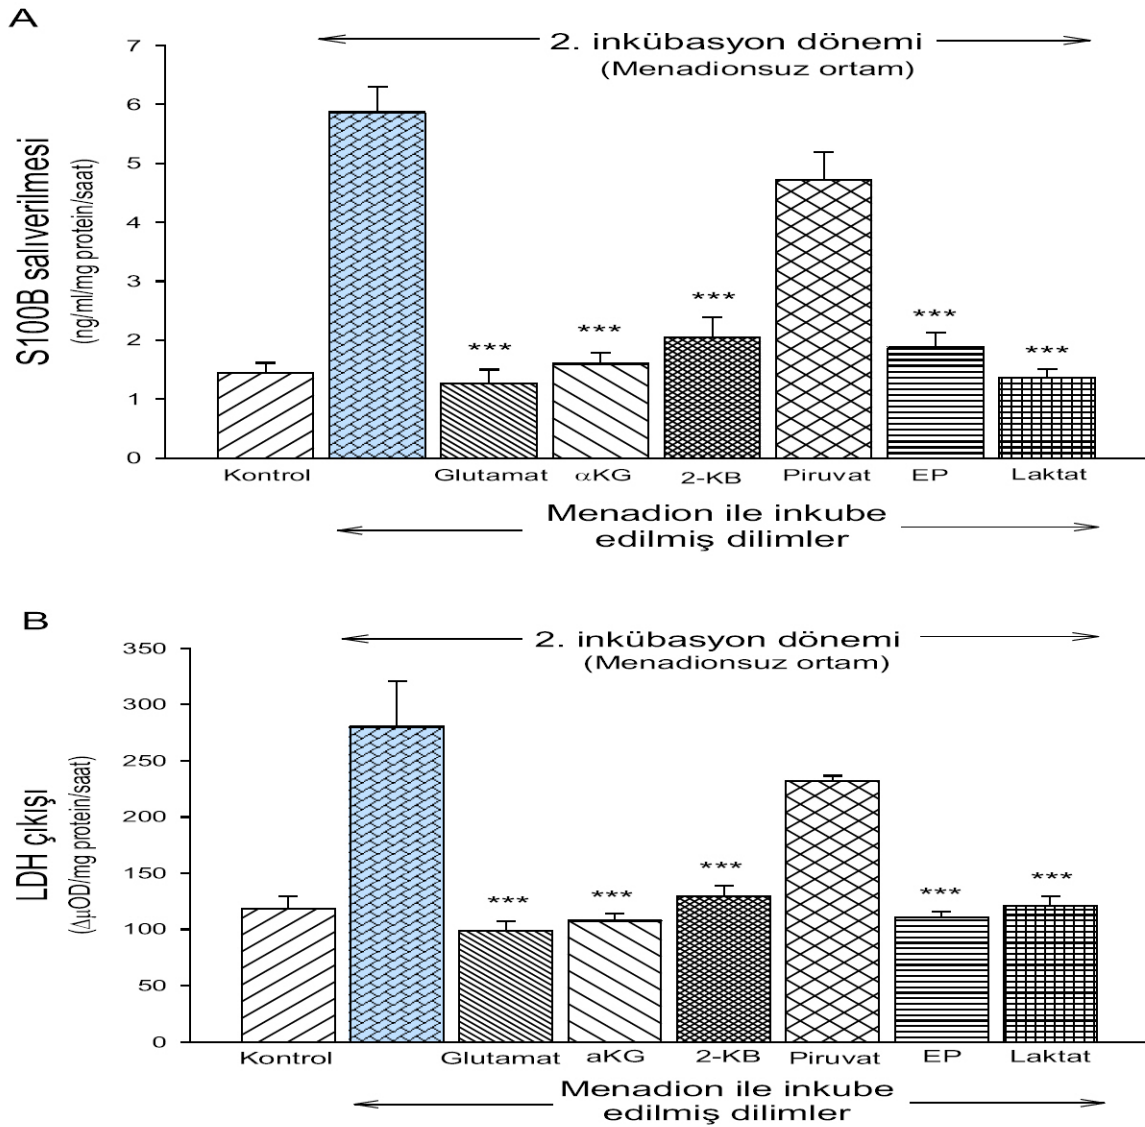 A
2. inkübasyon dönemi
(Menadionsuz ortam)
7
6
5
4
3
2
1
0
S100B salıverilmesi
(ng/ml/mg protein/saat)
***
***
***
***
***
Kontrol Glutamat αKG 2-KB Piruvat EP Laktat
Menadion ile inkube
edilmiş dilimler
B
2. inkübasyon dönemi
(Menadionsuz ortam)
350
300
250
200
150
100
50
0
LDH çıkışı
(ΔμOD/mg protein/saat)
***
***
***
***
***
Kontrol Glutamat aKG 2-KB Piruvat EP Laktat
Menadion ile inkube
edilmiş dilimler